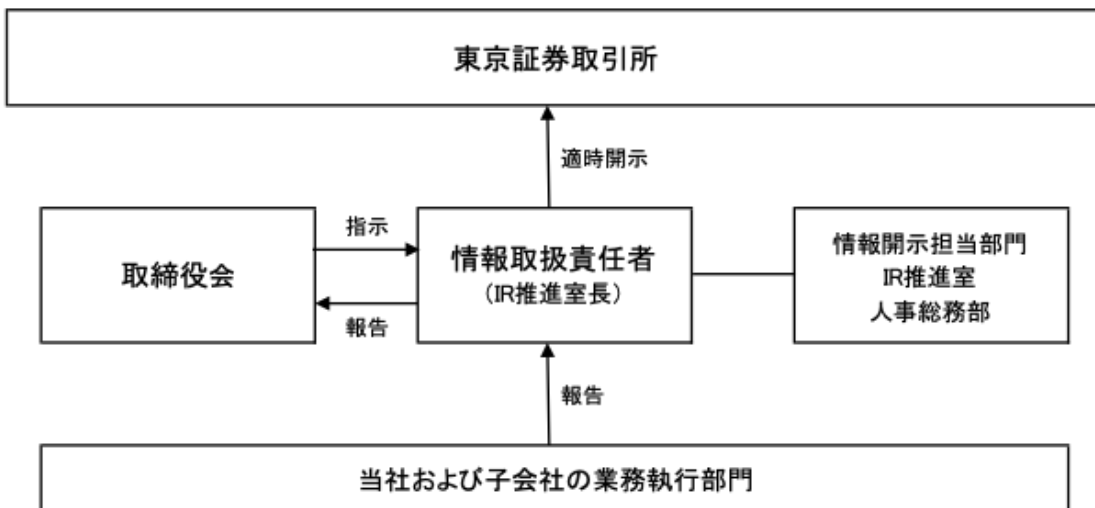 東京証券取引所
適時開示
指示
取締役会
報告
情報取扱責任者
（IR推進室長）
情報開示担当部門
IR推進室
人事総務部
報告
当社および子会社の業務執行部門